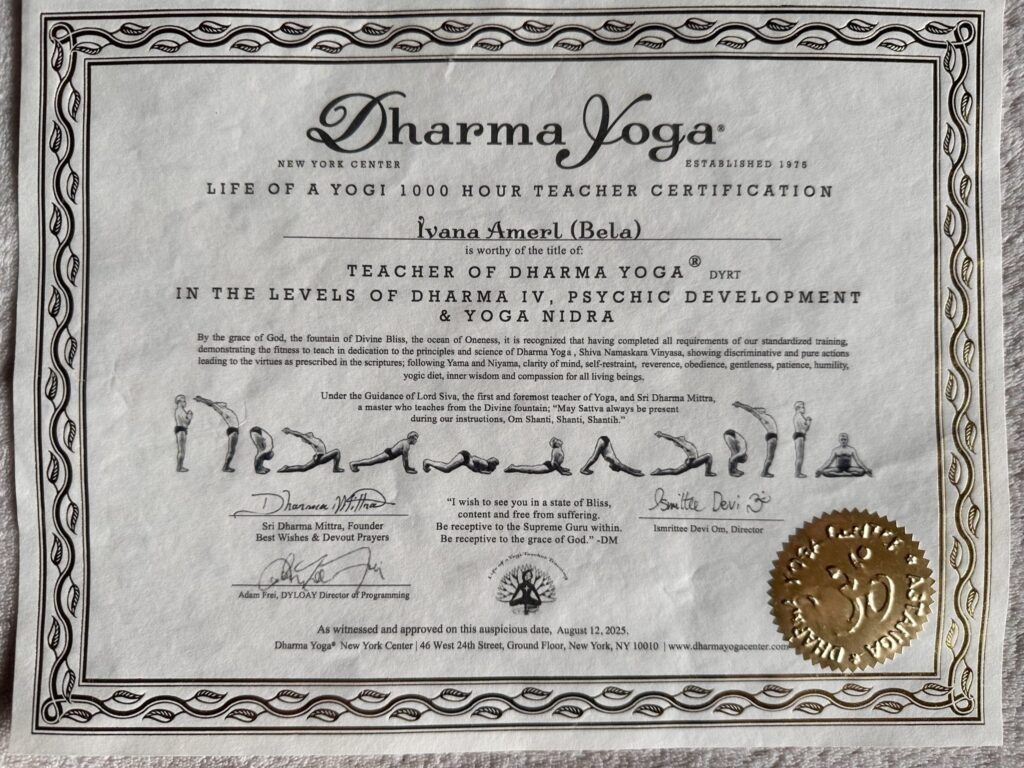 Dharma Yoga®
NEW YORK CENTER ESTABLISHED 1975
LIFE OF A YOGI 1000 HOUR TEACHER CERTIFICATION
Ivana Amerl (Bela)
is worthy of the title of:
TEACHER OF DHARMA YOGA® DYRT
IN THE LEVELS OF DHARMA IV, PSYCHIC DEVELOPMENT
& YOGA NIDRA
By the grace of God, the fountain of Divine Bliss, the ocean of Oneness, it is recognized that having completed all requirements of our standardized training,
demonstrating the fitness to teach in dedication to the principles and science of Dharma Yoga , Shiva Namaskara Vinyasa, showing discriminative and pure actions
leading to the virtues as prescribed in the scriptures; following Yama and Niyama, clarity of mind, self-restraint, reverence, obedience, gentleness, patience, humility,
yogic diet, inner wisdom and compassion for all living beings.
Under the Guidance of Lord Siva, the first and foremost teacher of Yoga, and Sri Dharma Mittra,
a master who teaches from the Divine fountain; "May Sattva always be present
during our instructions, Om Shanti, Shanti, Shantih."
Dharma Mittra
Sri Dharma Mittra, Founder
Best Wishes & Devout Prayers
"I wish to see you in a state of Bliss,
content and free from suffering.
Be receptive to the Supreme Guru within.
Be receptive to the grace of God." -DM
Ismittee Devi ॐ
Ismrittee Devi Om, Director
Adam Frei, DYLOAY Director of Programming
Life of a Yogi Teacher Training
As witnessed and approved on this auspicious date, August 12, 2025.
Dharma Yoga® New York Center | 46 West 24th Street, Ground Floor, New York, NY 10010 | www.dharmayogacenter.com
DHARMA YOGA CENTER * ASTANGA *
ॐ